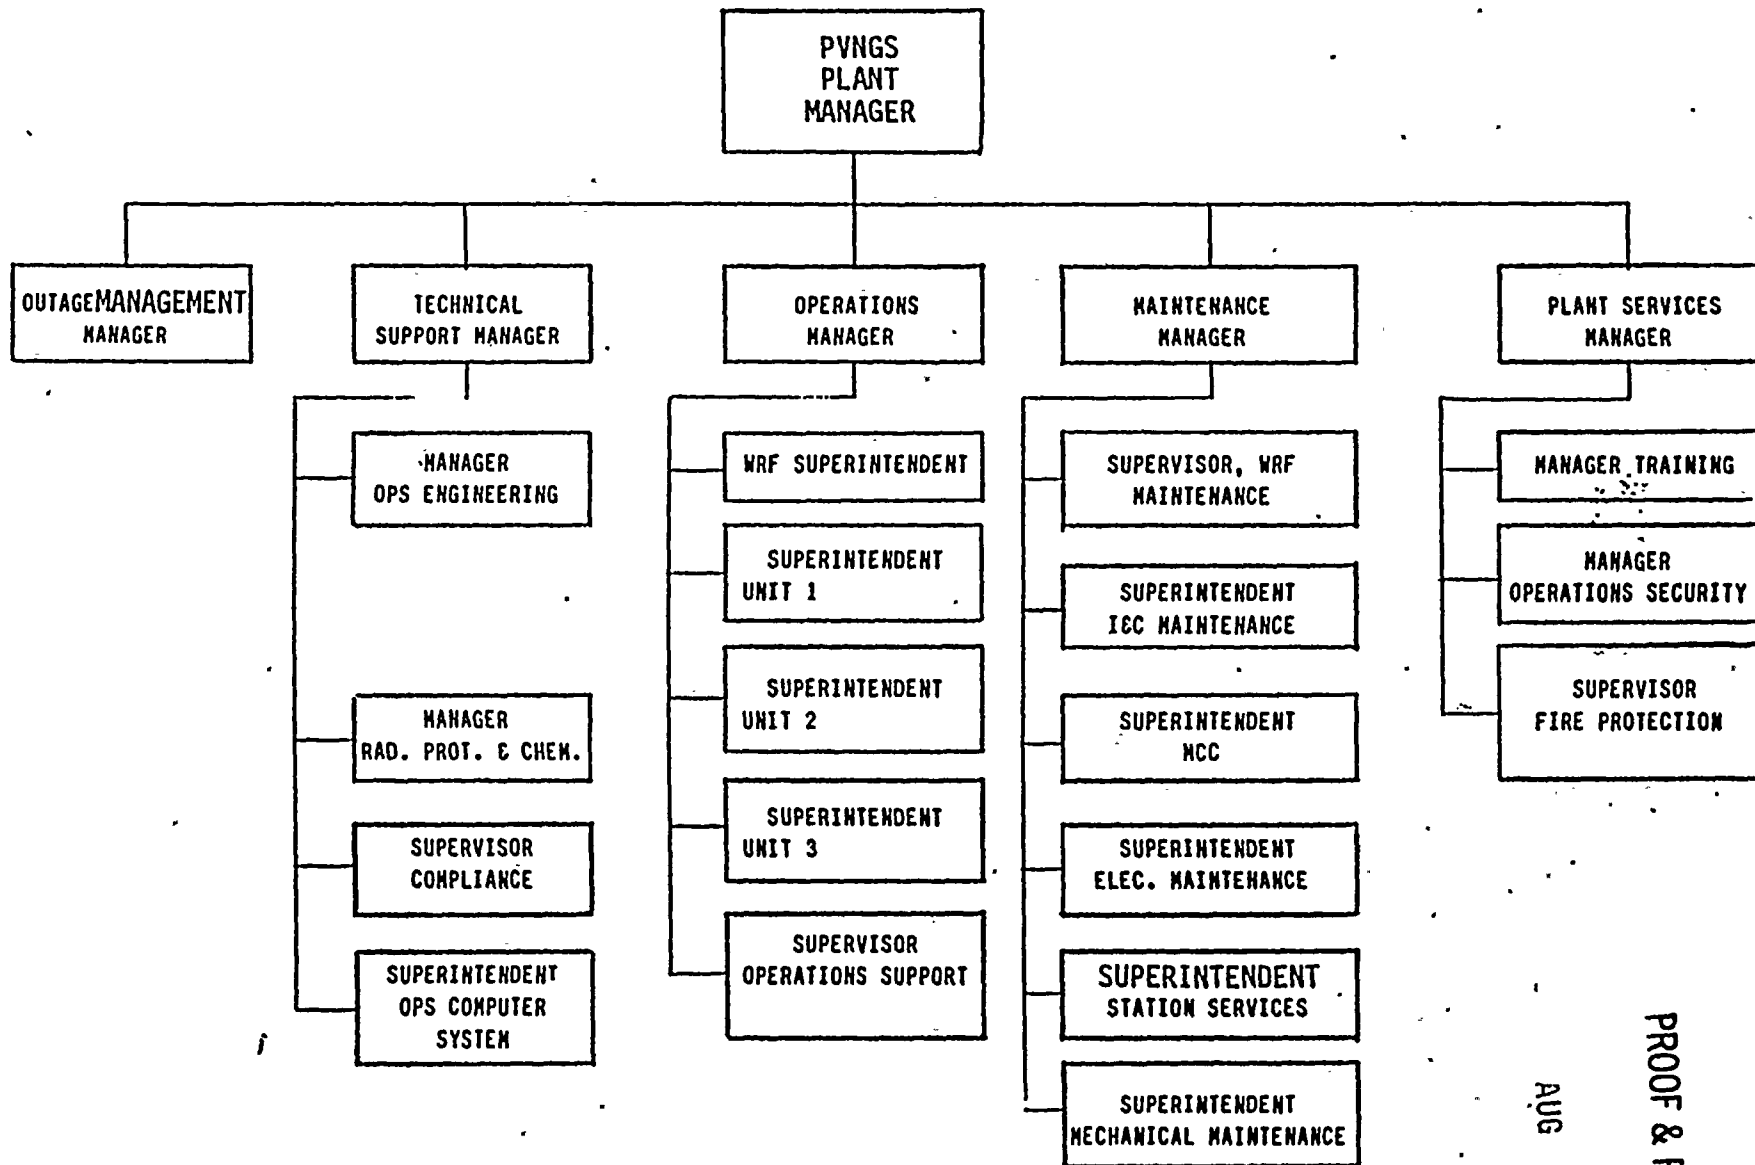 PVNGS
PLANT
MANAGER
OUTAGE MANAGEMENT
MANAGER
TECHNICAL
SUPPORT MANAGER
OPERATIONS
MANAGER
MAINTENANCE
MANAGER
PLANT SERVICES
MANAGER
MANAGER
OPS ENGINEERING
MANAGER
RAD. PROT. & CHEM.
SUPERVISOR
COMPLIANCE
SUPERINTENDENT
OPS COMPUTER
SYSTEM
WRF SUPERINTENDENT
SUPERINTENDENT
UNIT 1
SUPERINTENDENT
UNIT 2
SUPERINTENDENT
UNIT 3
SUPERVISOR
OPERATIONS SUPPORT
SUPERVISOR, WRF
MAINTENANCE
SUPERINTENDENT
I&C MAINTENANCE
SUPERINTENDENT
MCC
SUPERINTENDENT
ELEC. MAINTENANCE
SUPERINTENDENT
STATION SERVICES
SUPERINTENDENT
MECHANICAL MAINTENANCE
MANAGER TRAINING
MANAGER
OPERATIONS SECURITY
SUPERVISOR
FIRE PROTECTION
PROOF &
AUG